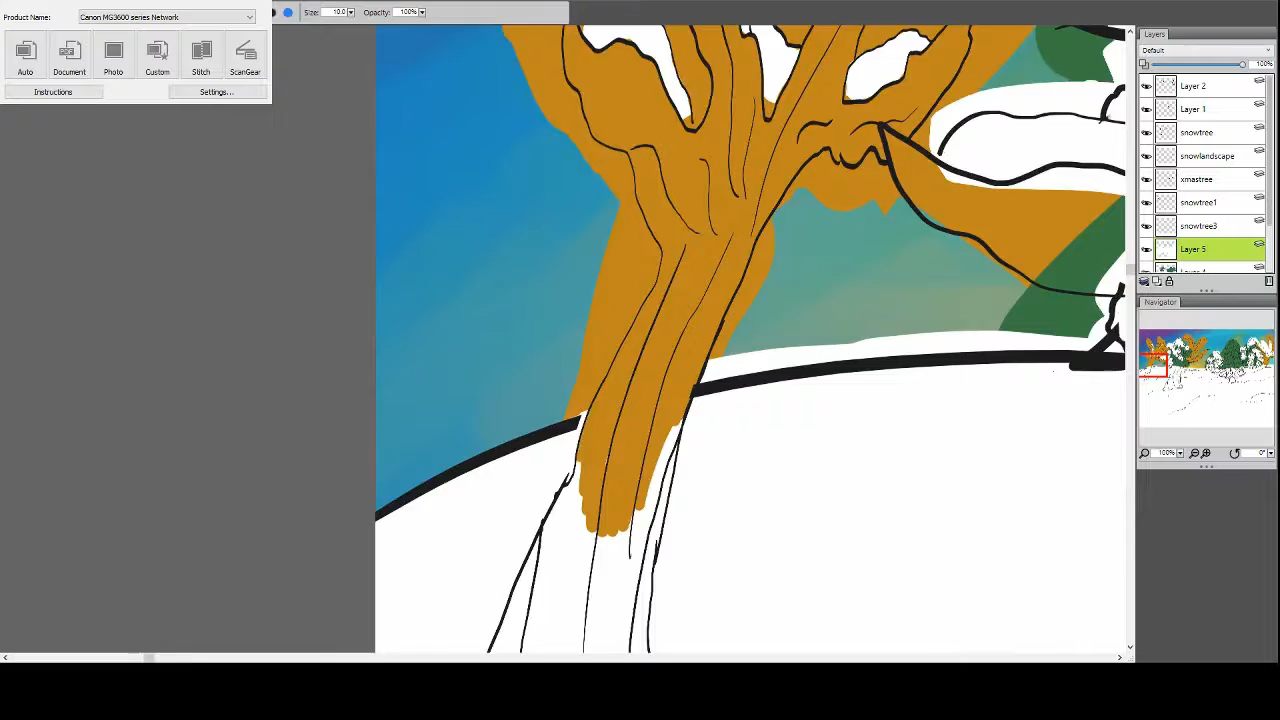 Product Name: Canon MG3600 series Network
Auto Document Photo Custom Stitch ScanGear
Instructions Settings...
Size: 10.0 Opacity: 100%
Layers
Default
100%
Layer 2
Layer 1
snowtree
snowlandscape
xmastree
snowtree1
snowtree3
Layer 5
Navigator
100% 0°